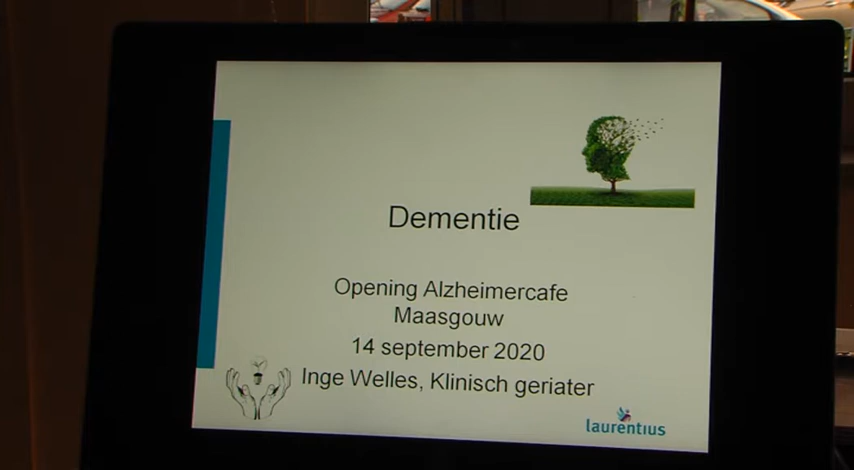 Dementie
Opening Alzheimercafe
Maasgouw
14 september 2020
Inge Welles, Klinisch geriater
laurentius